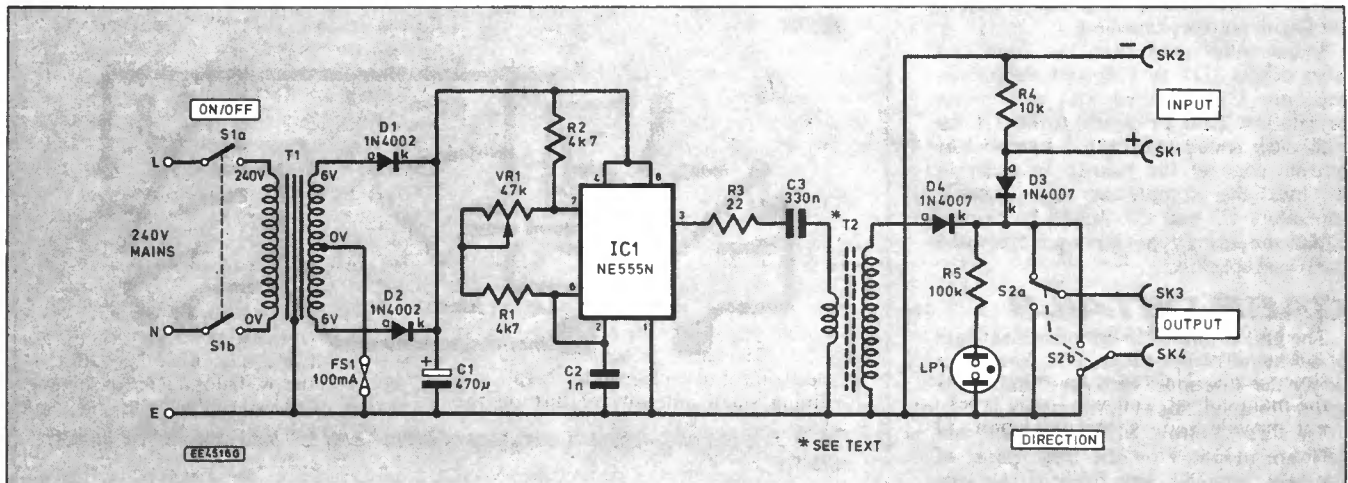 ON/OFF
S1a
L
240V
T1
6V
D1
1N4002
a
k
240V
MAINS
0V
N
0V
6V
S1b
D2
1N4002
a
k
FS1
100mA
+
C1
470µ
E
EE4516G
R2
4k7
VR1
47k
R1
4k7
4
8
7
6
2
1
3
IC1
NE555N
C2
1n
R3
22
C3
330n
*
T2
* SEE TEXT
D4
1N4007
a
k
R4
10k
D3
1N4007
a
k
R5
100k
LP1
S2a
S2b
DIRECTION
−
SK2
INPUT
+
SK1
SK3
OUTPUT
SK4